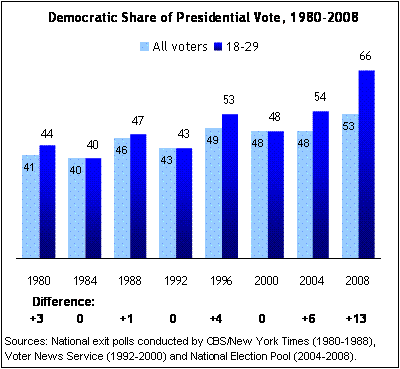 Democratic Share of Presidential Vote, 1980-2008
All voters 18-29
41 44 40 40 46 47 43 43 49 53 48 48 48 54 53 66
1980 1984 1988 1992 1996 2000 2004 2008
Difference:
+3 0 +1 0 +4 0 +6 +13
Sources: National exit polls conducted by CBS/New York Times (1980-1988),
Voter News Service (1992-2000) and National Election Pool (2004-2008).